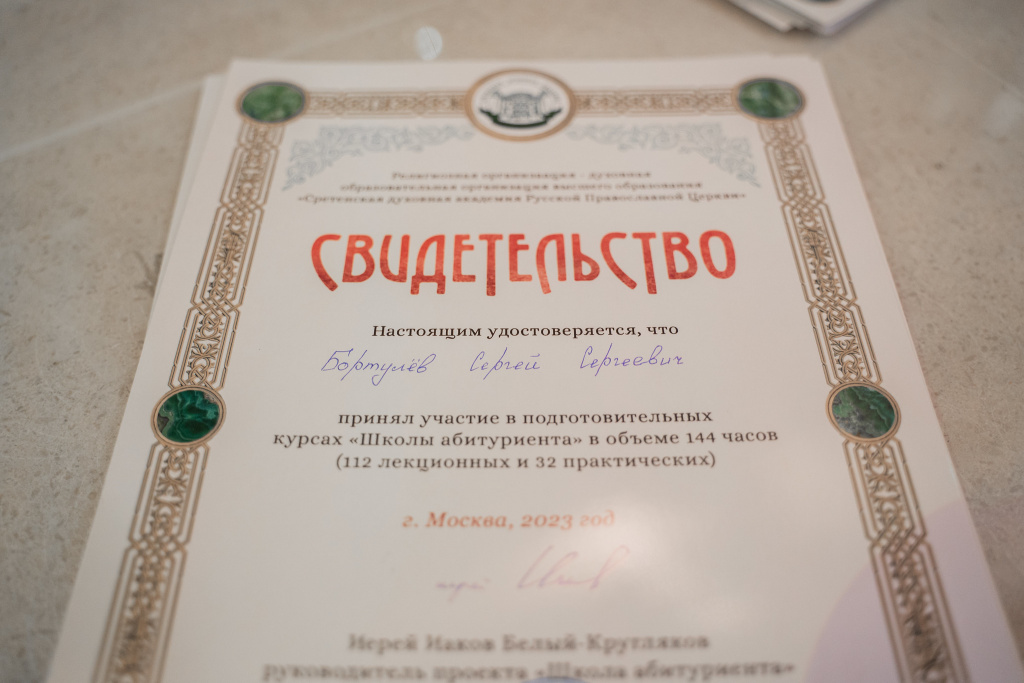 Религиозная организация - духовная
образовательная организация высшего образования
«Сретенская духовная академия Русской Православной Церкви»
СВИДЕТЕЛЬСТВО
Настоящим удостоверяется, что
Бортулёв Сергей Сергеевич
принял участие в подготовительных
курсах «Школы абитуриента» в объеме 144 часов
(112 лекционных и 32 практических)
г. Москва, 2023 год
иерей
Иерей Иаков Белый-Кругляков
руководитель проекта «Школа абитуриента»